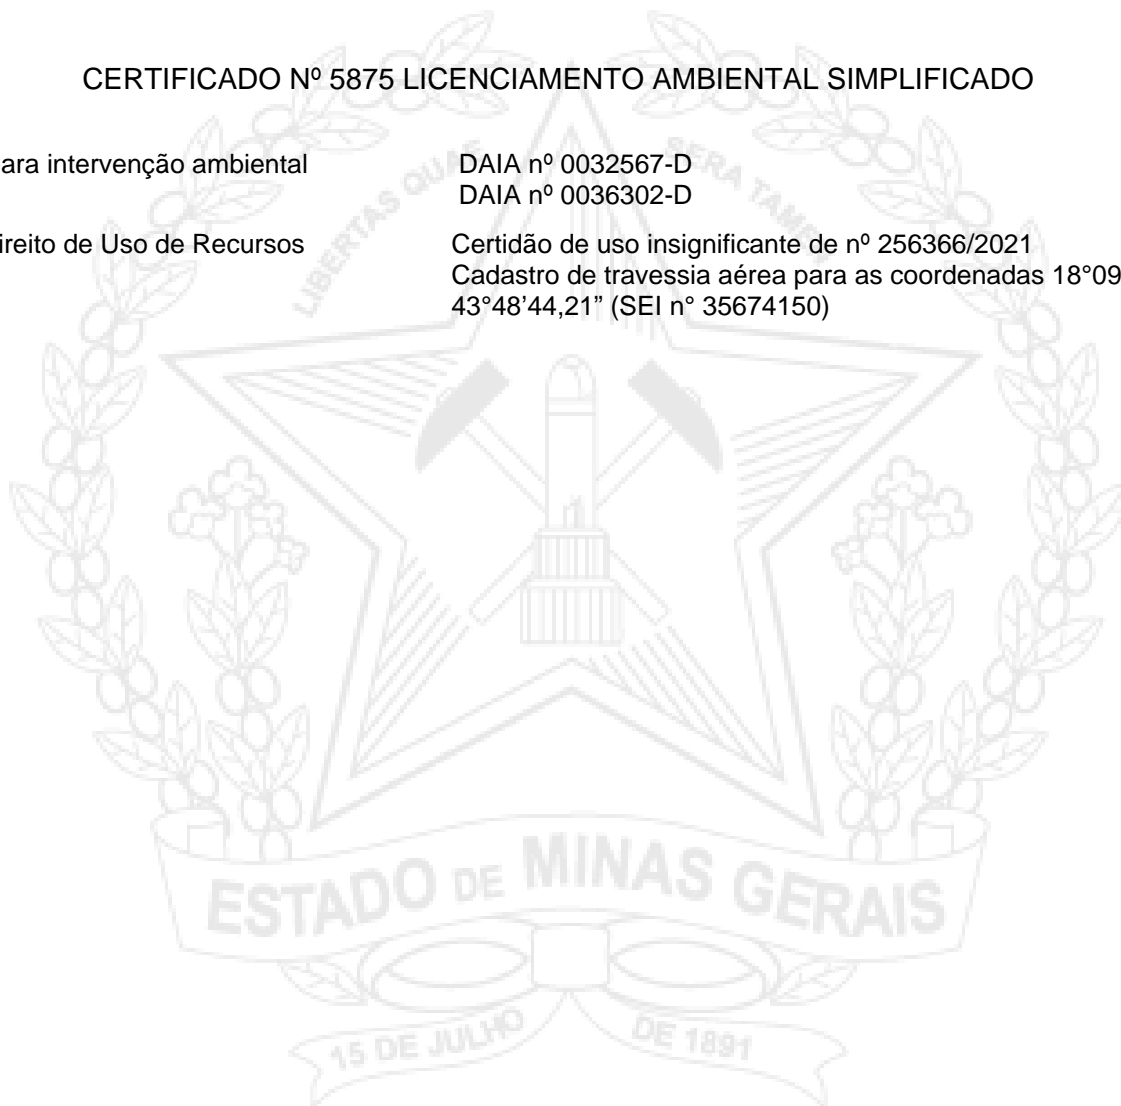 CERTIFICADO Nº 5875 LICENCIAMENTO AMBIENTAL SIMPLIFICADO
ara intervenção ambiental DAIA nº 0032567-D
DAIA nº 0036302-D
ireito de Uso de Recursos Certidão de uso insignificante de nº 256366/2021
Cadastro de travessia aérea para as coordenadas 18°09
43°48’44,21” (SEI n° 35674150)
LIBERTAS QUAE SERA TAMEN
ESTADO DE MINAS GERAIS
15 DE JULHO DE 1891